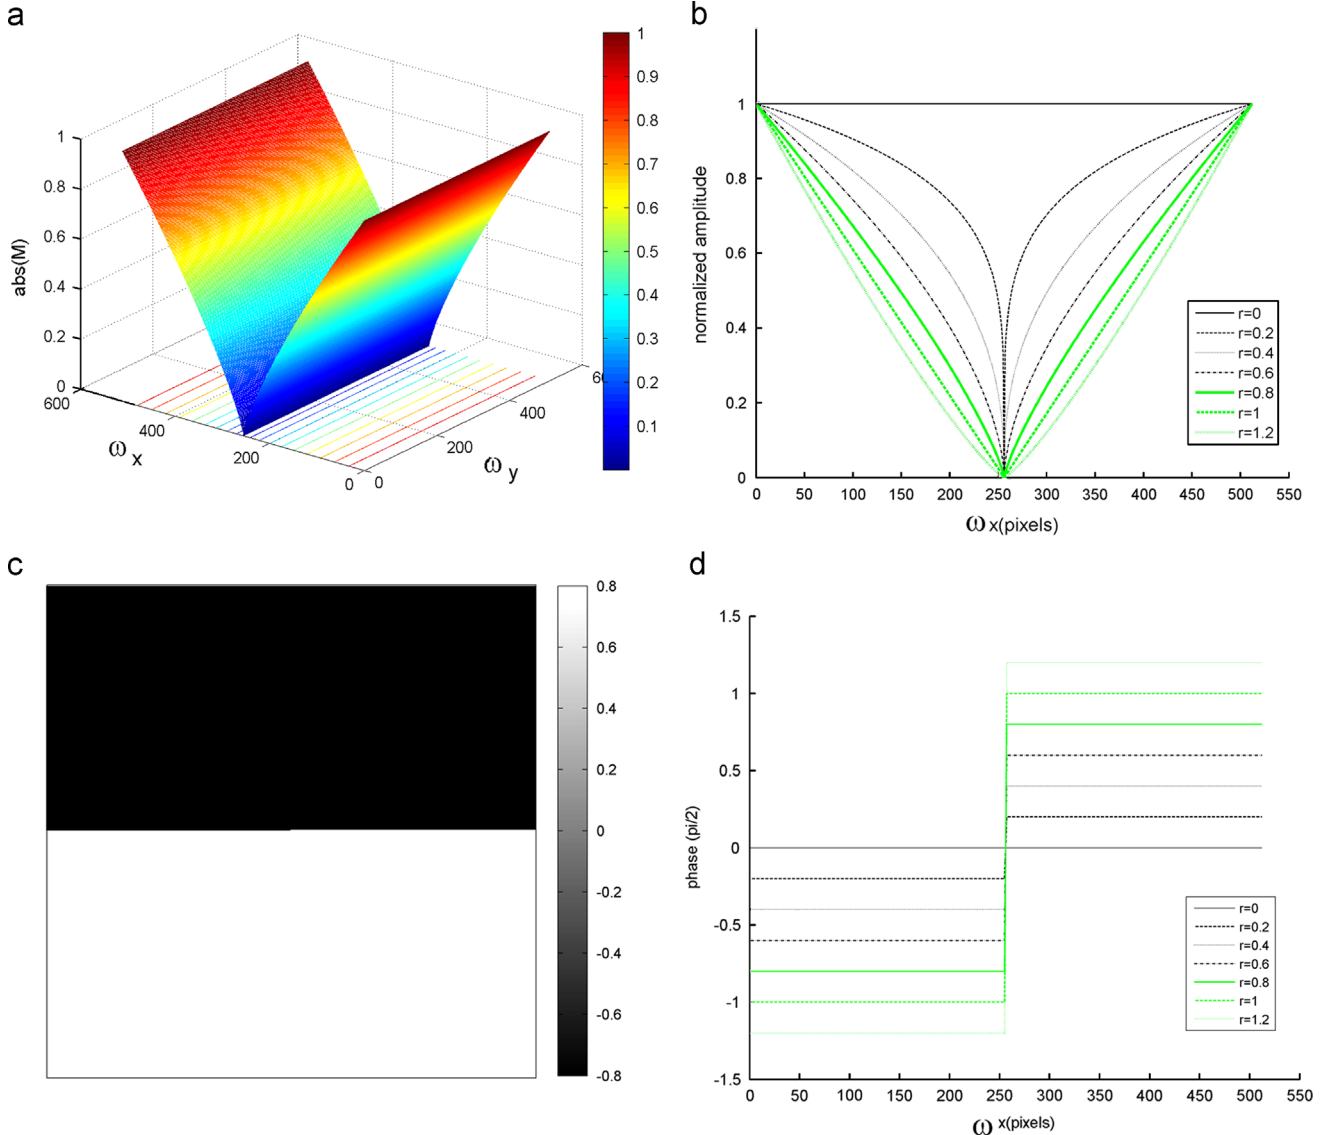 a
abs(M)
1
0.8
0.6
0.4
0.2
0
600
400
200
0
ω x
0
200
400
60
ω y
1
0.9
0.8
0.7
0.6
0.5
0.4
0.3
0.2
0.1
b
normalized amplitude
1
0.8
0.6
0.4
0.2
0
0 50 100 150 200 250 300 350 400 450 500 550
ω x(pixels)
r=0
r=0.2
r=0.4
r=0.6
r=0.8
r=1
r=1.2
c
0.8
0.6
0.4
0.2
0
-0.2
-0.4
-0.6
-0.8
d
phase (pi/2)
1.5
1
0.5
0
-0.5
-1
-1.5
0 50 100 150 200 250 300 350 400 450 500 550
ω x(pixels)
r=0
r=0.2
r=0.4
r=0.6
r=0.8
r=1
r=1.2